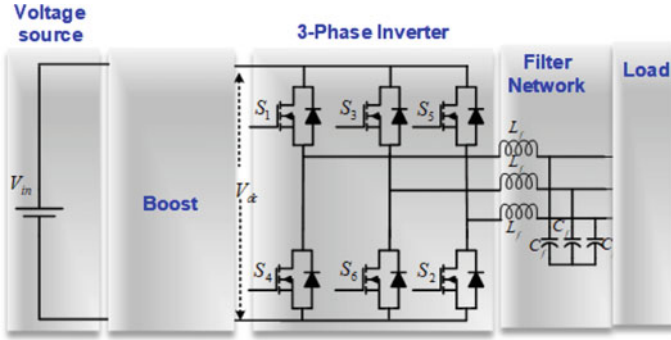 Voltage
source
3-Phase Inverter
Filter
Network
Load
S1
S3
S5
Lf
Lf
Lf
Vin
Boost
Vdc
S4
S6
S2
Cf
Cf
C